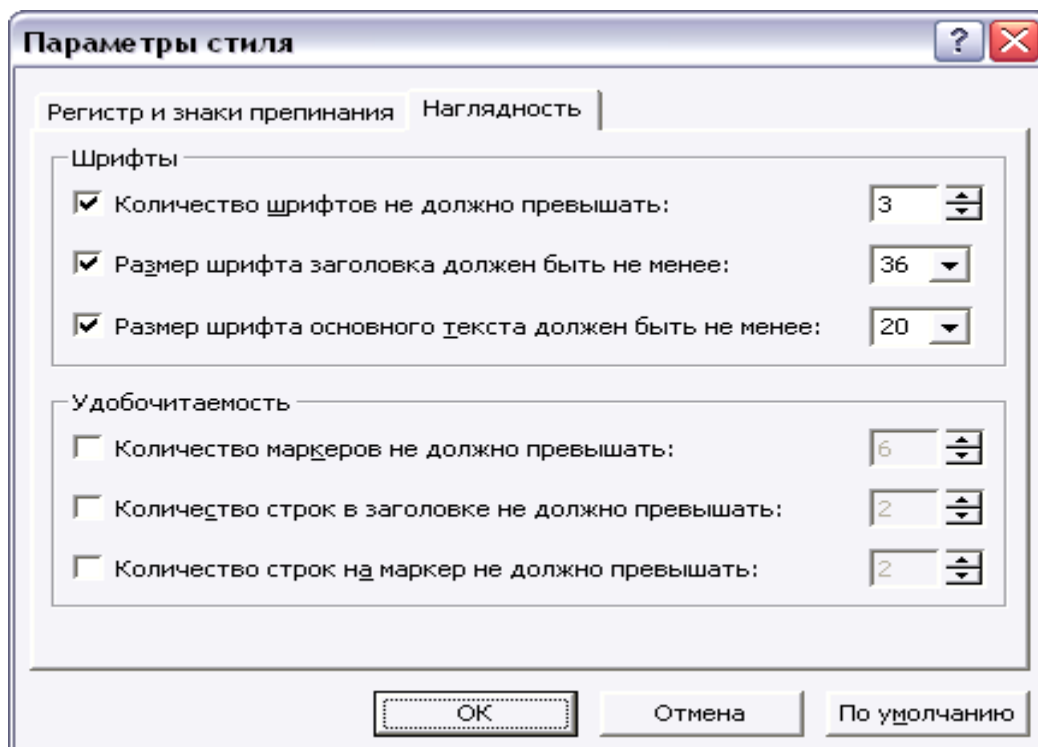 Параметры стиля
Регистр и знаки препинания Наглядность
Шрифты
Количество шрифтов не должно превышать: 3
Размер шрифта заголовка должен быть не менее: 36
Размер шрифта основного текста должен быть не менее: 20
Удобочитаемость
Количество маркеров не должно превышать: 6
Количество строк в заголовке не должно превышать: 2
Количество строк на маркер не должно превышать: 2
ОК Отмена По умолчанию